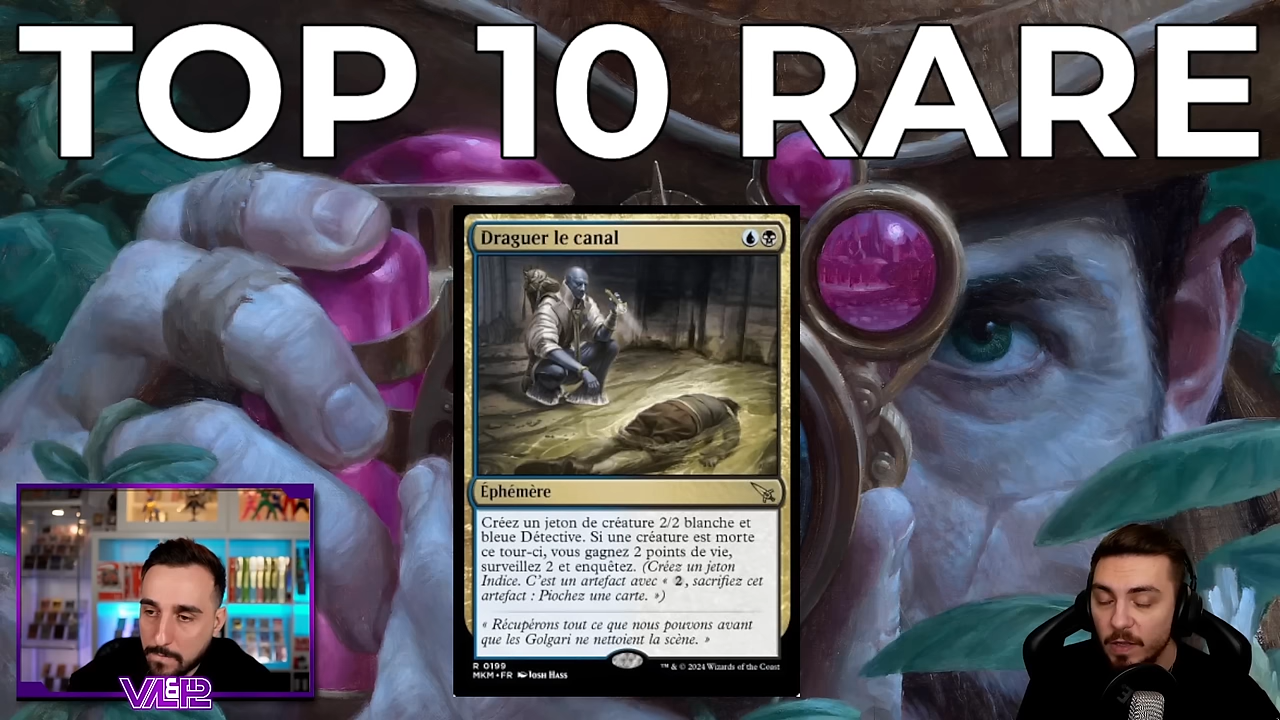 TOP 10 RARE
Draguer le canal
Éphémère
Créez un jeton de créature 2/2 blanche et
bleue Détective. Si une créature est morte
ce tour-ci, vous gagnez 2 points de vie,
surveillez 2 et enquêtez. (Créez un jeton
Indice. C'est un artefact avec « 2, sacrifiez cet
artefact : Piochez une carte. »)
« Récupérons tout ce que nous pouvons avant
que les Golgari ne nettoient la scène. »
R 0199
MKM • FR Josh Hass
™ & © 2024 Wizards of the Coast